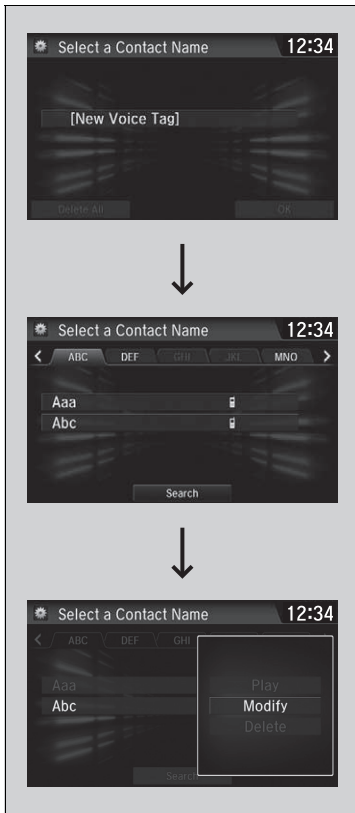 Select a Contact Name 12:34
[New Voice Tag]
Delete All OK
Select a Contact Name 12:34
ABC DEF GHI JKL MNO
Aaa
Abc
Search
Select a Contact Name 12:34
ABC DEF GHI
Aaa
Abc
Play
Modify
Delete
Search